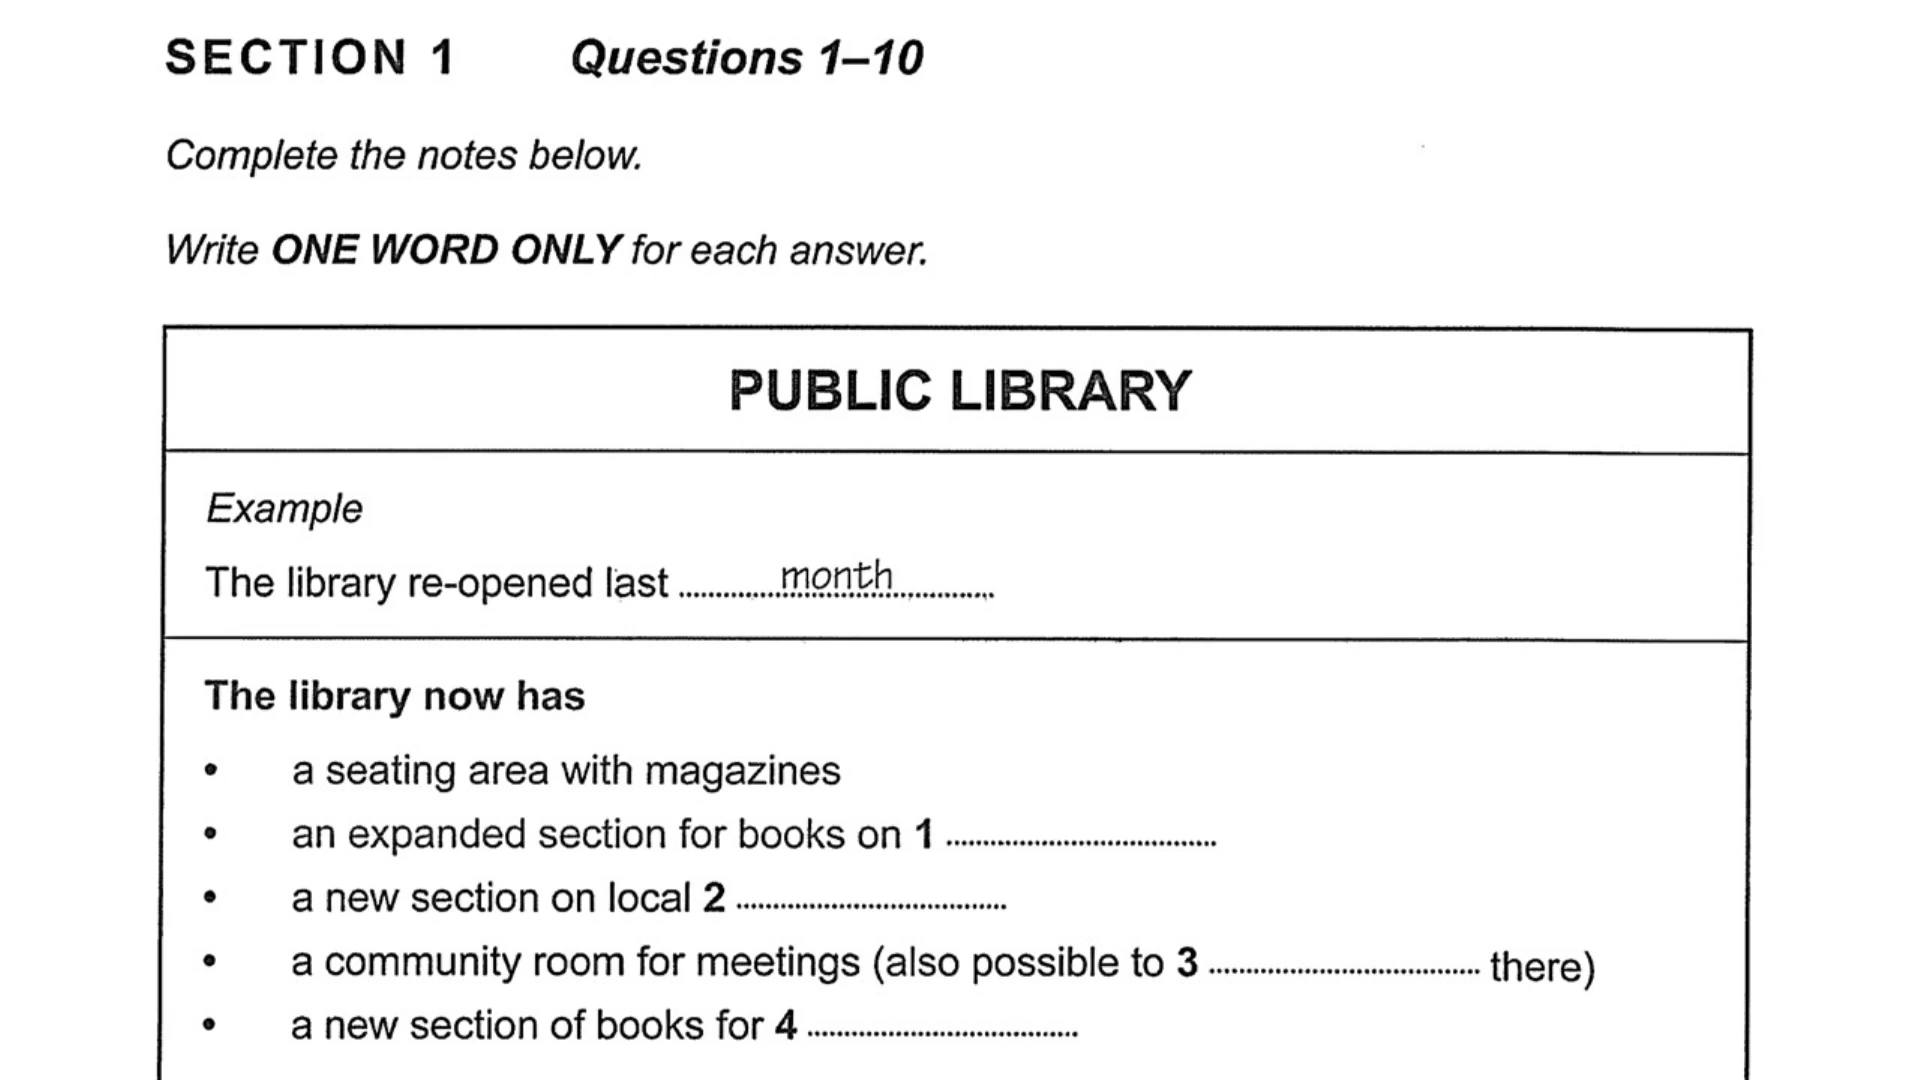 SECTION 1 Questions 1–10
Complete the notes below.
Write ONE WORD ONLY for each answer.
PUBLIC LIBRARY
Example
The library re-opened last ..........month..........
The library now has
• a seating area with magazines
• an expanded section for books on 1 ....................
• a new section on local 2 ....................
• a community room for meetings (also possible to 3 .................... there)
• a new section of books for 4 ....................